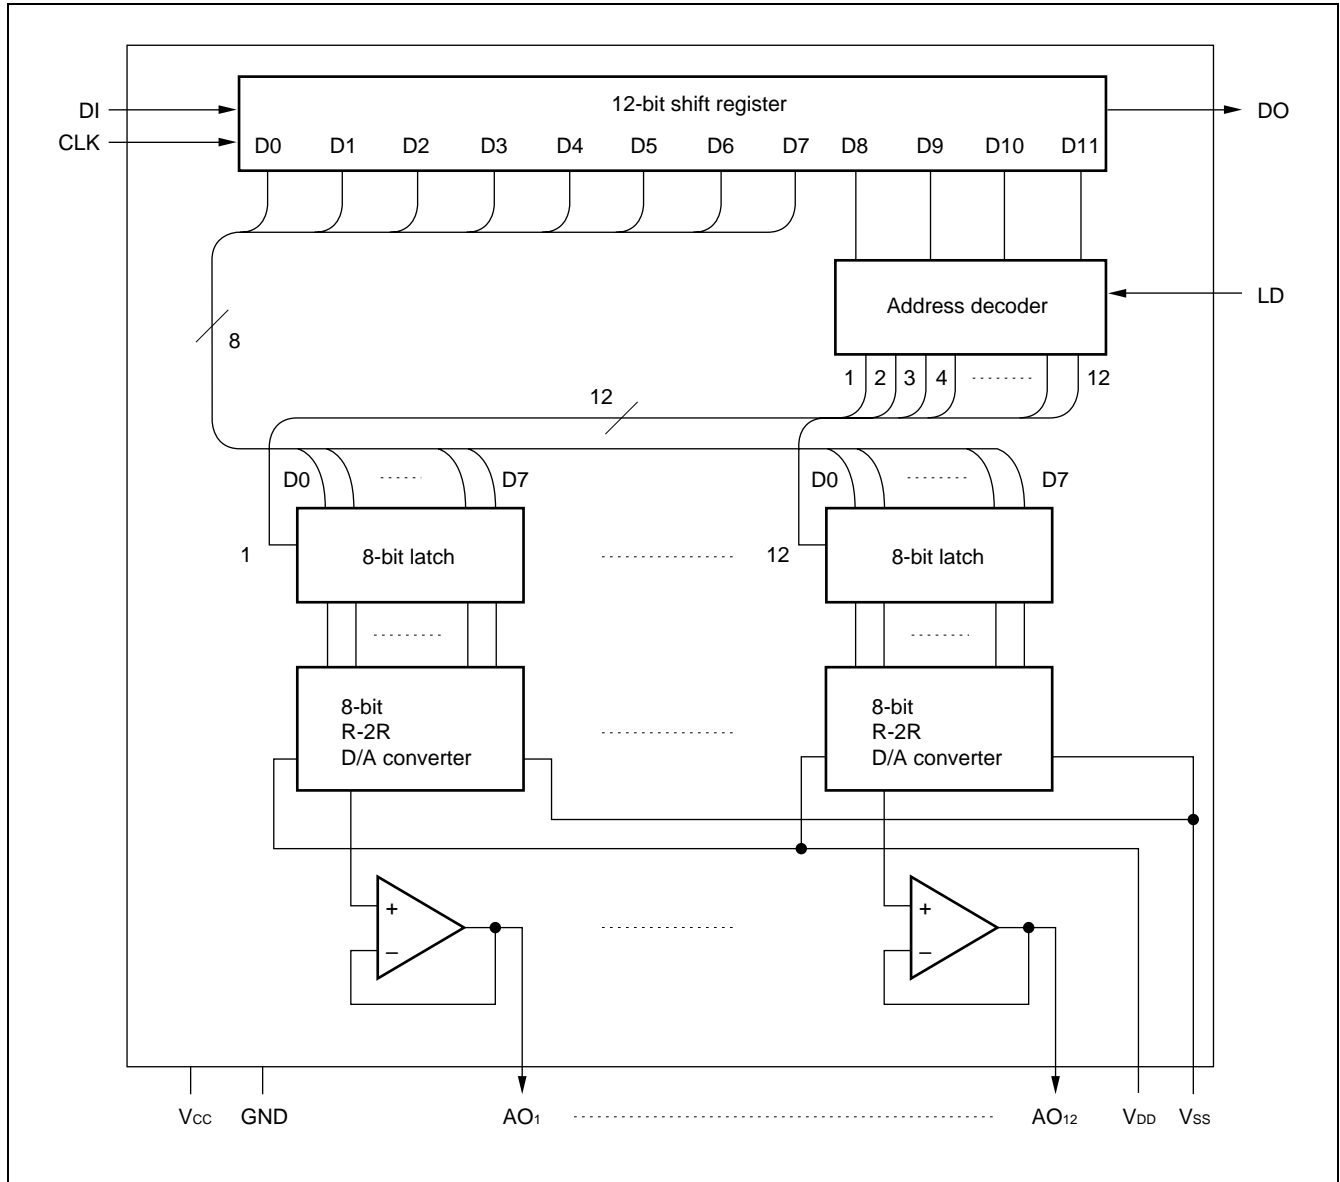 12-bit shift register
DI
DO
CLK
D0 D1 D2 D3 D4 D5 D6 D7 D8 D9 D10 D11
Address decoder
LD
8
1 2 3 4 12
12
D0 D7 D0 D7
1 8-bit latch 12 8-bit latch
8-bit
R-2R
D/A converter
8-bit
R-2R
D/A converter
+ +
– –
VCC GND AO1 AO12 VDD VSS